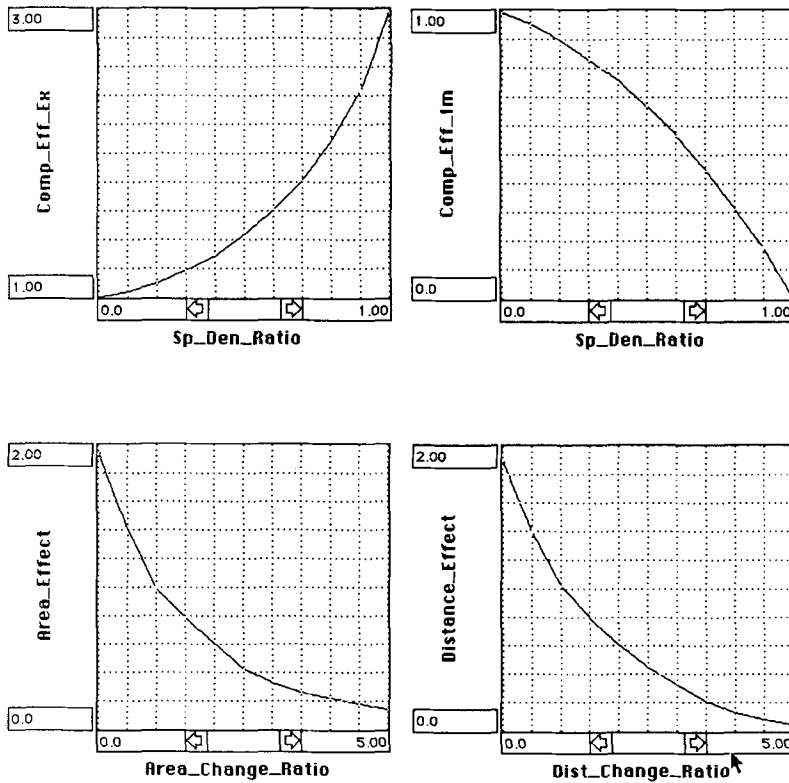 3.00
Comp_Eff_Ex
1.00
0.0
1.00
Sp_Den_Ratio
1.00
Comp_Eff_Im
0.0
0.0
1.00
Sp_Den_Ratio
2.00
Area_Effect
0.0
0.0
5.00
Area_Change_Ratio
2.00
Distance_Effect
0.0
0.0
5.00
Dist_Change_Ratio